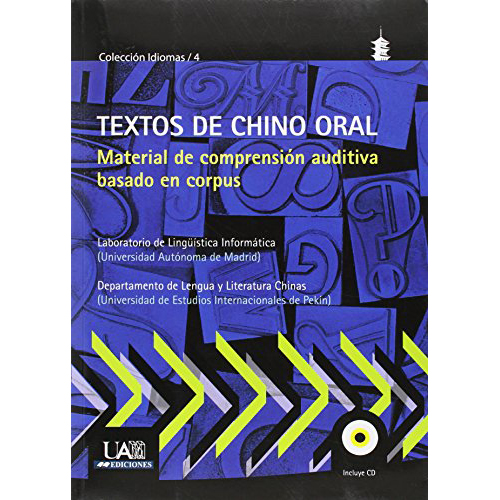 Colección Idiomas / 4
TEXTOS DE CHINO ORAL
Material de comprensión auditiva
basado en corpus
Laboratorio de Lingüística Informática
(Universidad Autónoma de Madrid)
Departamento de Lengua y Literatura Chinas
(Universidad de Estudios Internacionales de Pekín)
UA
EDICIONES
Incluye CD